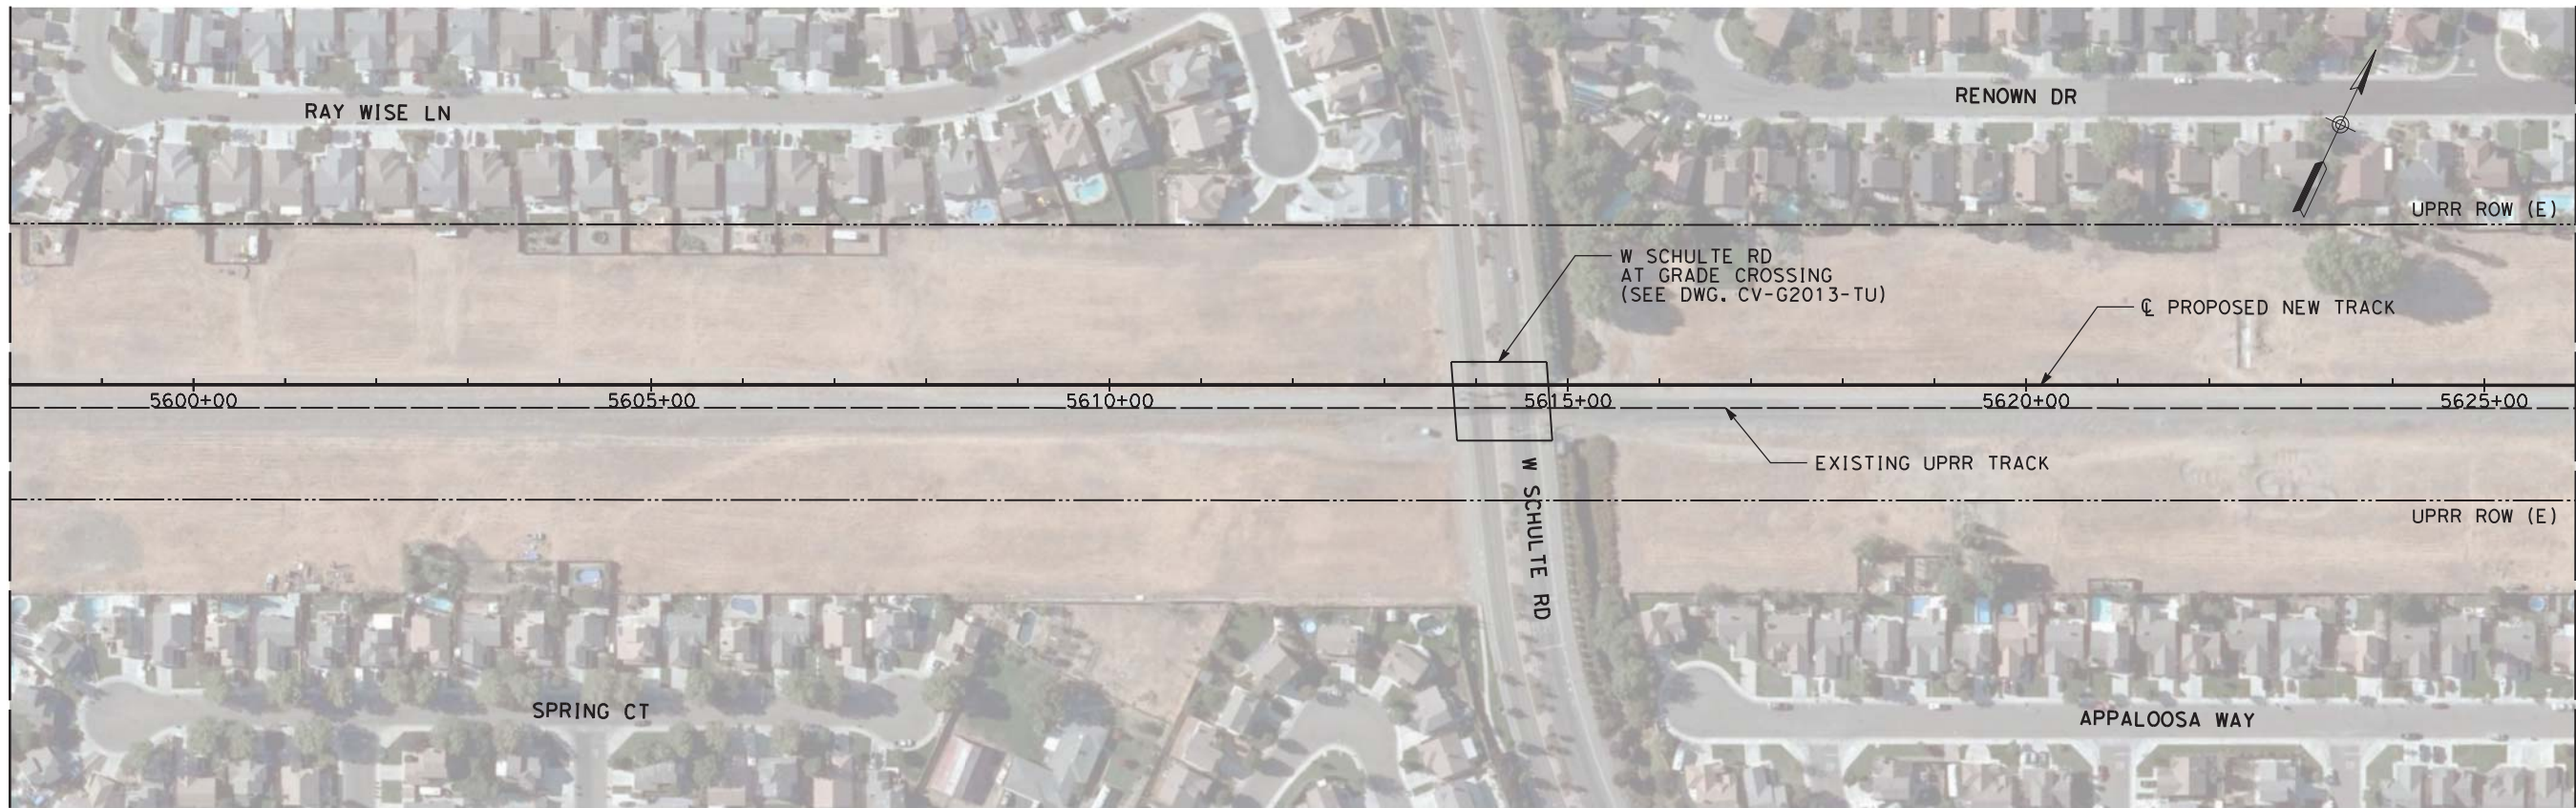 RAY WISE LN
RENOWN DR
UPRR ROW (E)
W SCHULTE RD
AT GRADE CROSSING
(SEE DWG. CV-G2013-TU)
℄ PROPOSED NEW TRACK
5600+00
5605+00
5610+00
5615+00
5620+00
5625+00
EXISTING UPRR TRACK
W SCHULTE RD
UPRR ROW (E)
SPRING CT
APPALOOSA WAY